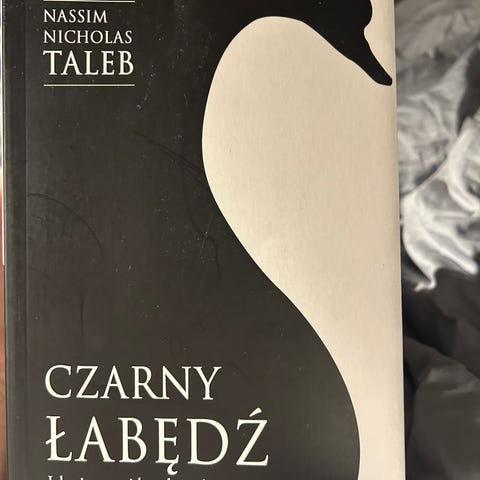 NASSIM
NICHOLAS
TALEB
CZARNY
ŁABĘDŹ